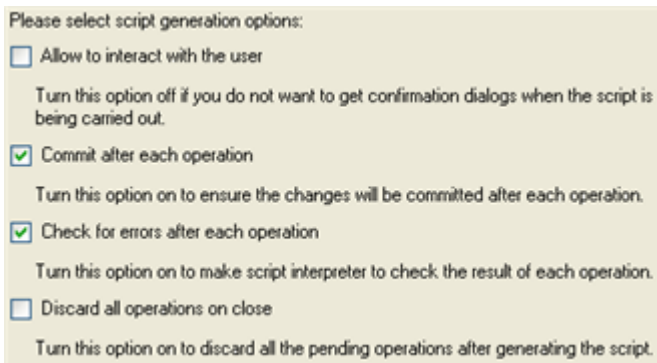 Please select script generation options:
Allow to interact with the user
Turn this option off if you do not want to get confirmation dialogs when the script is
being carried out.
Commit after each operation
Turn this option on to ensure the changes will be committed after each operation.
Check for errors after each operation
Turn this option on to make script interpreter to check the result of each operation.
Discard all operations on close
Turn this option on to discard all the pending operations after generating the script.